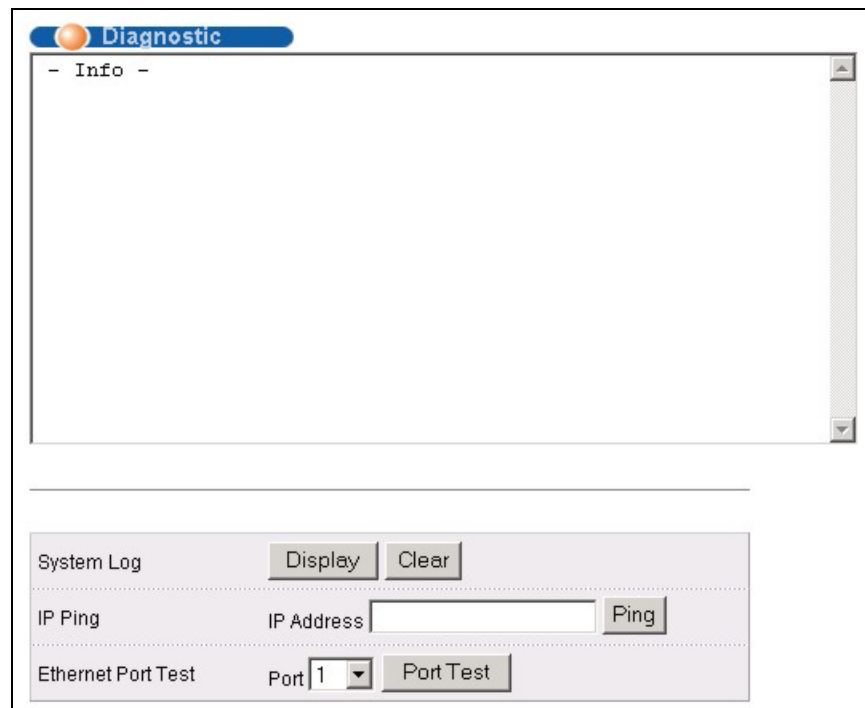 Diagnostic
- Info -
System Log Display Clear
IP Ping IP Address Ping
Ethernet Port Test Port 1 Port Test